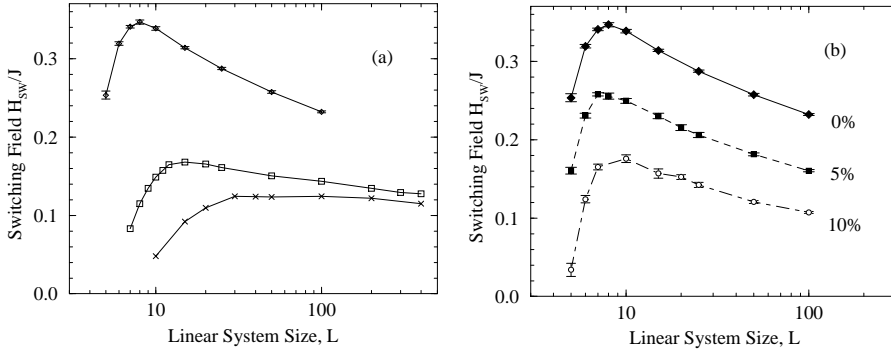 0.3
0.2
0.1
0.0
10
100
Switching Field H_SW/J
Linear System Size, L
(a)
0.3
0.2
0.1
0.0
10
100
Switching Field H_SW/J
Linear System Size, L
(b)
0%
5%
10%